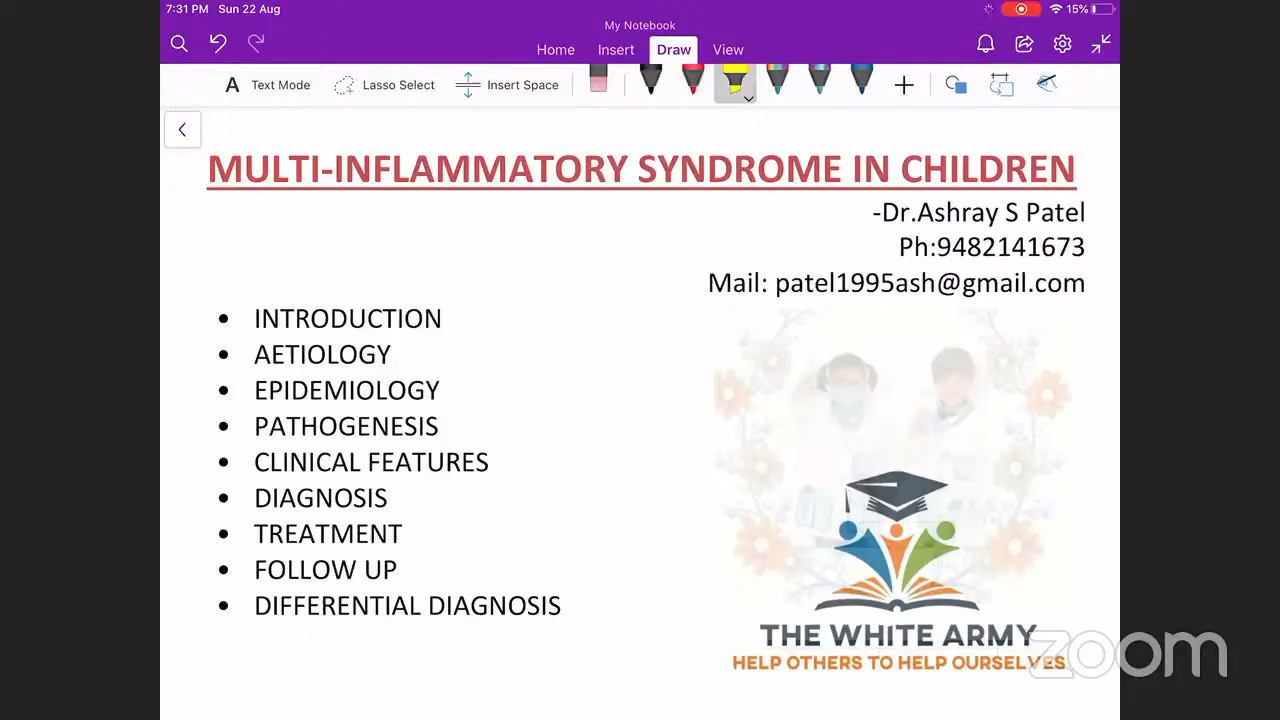 7:31 PM Sun 22 Aug
15%
My Notebook
Home Insert Draw View
A Text Mode Lasso Select Insert Space
MULTI-INFLAMMATORY SYNDROME IN CHILDREN
-Dr.Ashray S Patel
Ph:9482141673
Mail: patel1995ash@gmail.com
• INTRODUCTION
• AETIOLOGY
• EPIDEMIOLOGY
• PATHOGENESIS
• CLINICAL FEATURES
• DIAGNOSIS
• TREATMENT
• FOLLOW UP
• DIFFERENTIAL DIAGNOSIS
THE WHITE ARMY
HELP OTHERS TO HELP OURSELVES
zoom